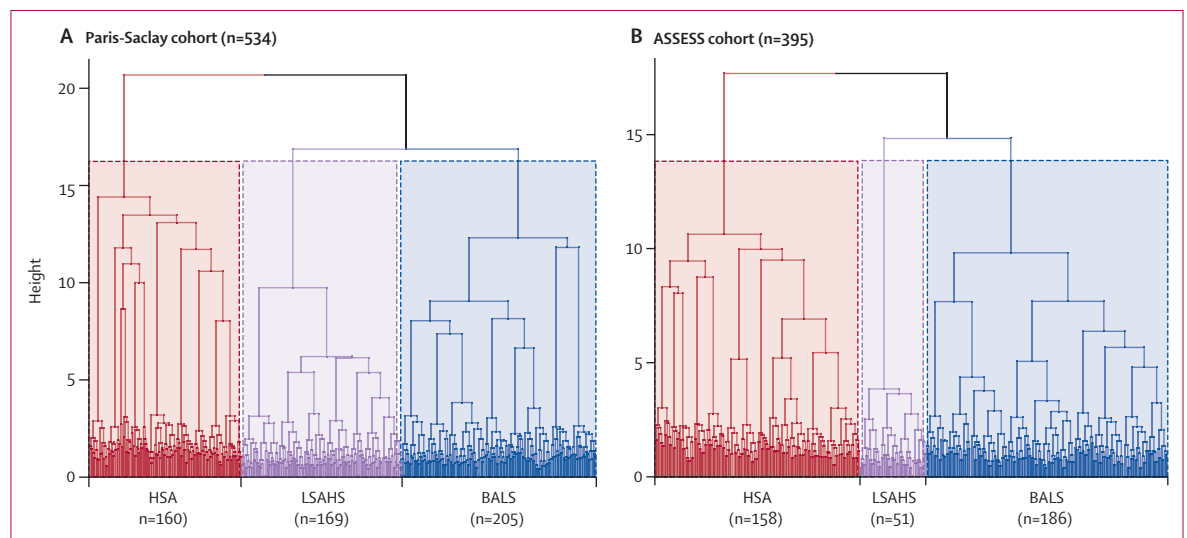 A Paris-Saclay cohort (n=534)
20
15
10
5
0
Height
HSA
n=160)
LSAHS
(n=169)
BALS
(n=205)
B ASSESS cohort (n=395)
15
10
5
0
HSA
(n=158)
LSAHS
(n=51)
BALS
(n=186)